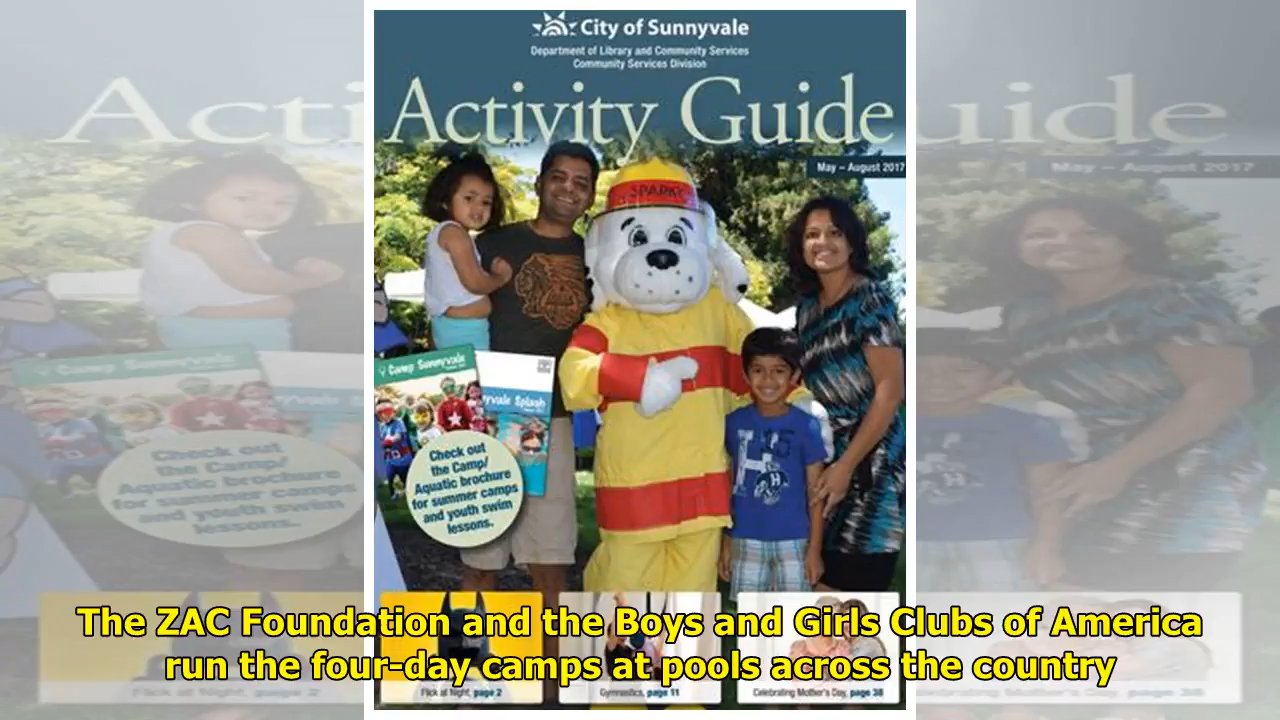 City of Sunnyvale
Department of Library and Community Services
Community Services Division
Activity Guide
May – August 2017
SPARKY
Camp Sunnyvale
Check out
the Camp/
Aquatic brochure
for summer camps
and youth swim
lessons.
The ZAC Foundation and the Boys and Girls Clubs of America
run the four-day camps at pools across the country
Flick at Night, page 2
Gymnastics, page 11
Celebrating Mother's Day, page 38